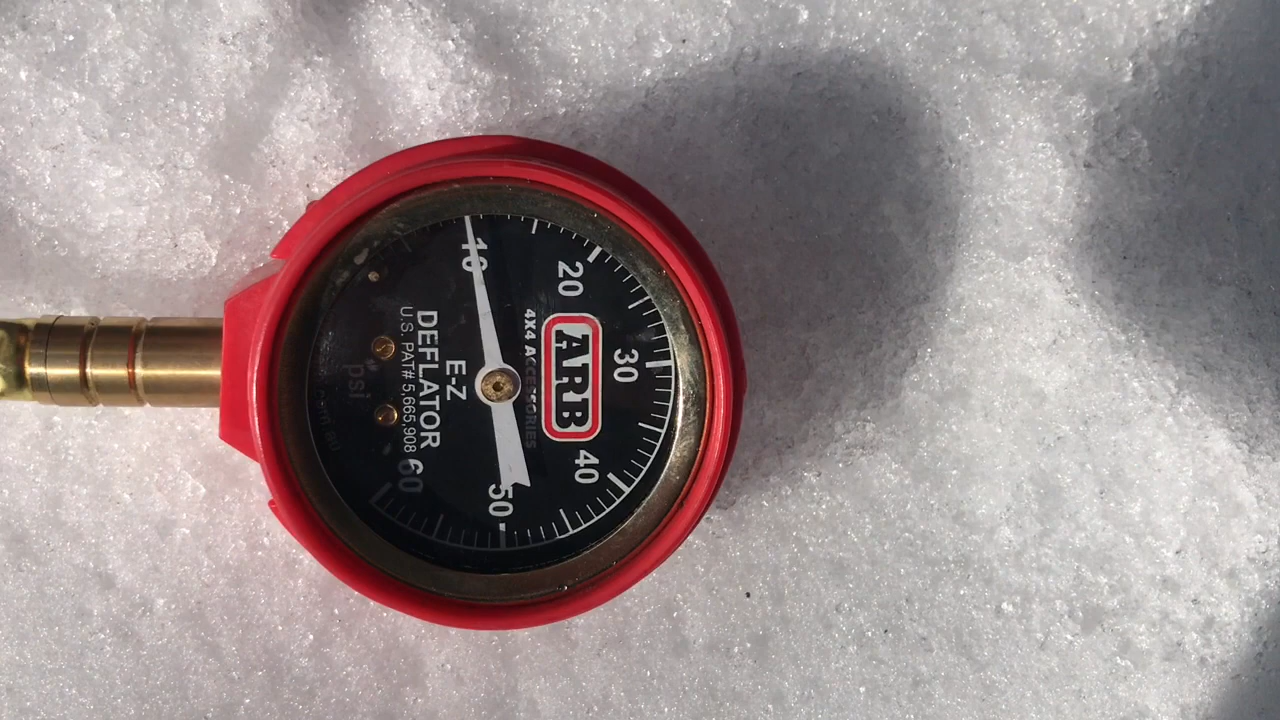 10
20
30
40
50
60
ARB
4X4 ACCESSORIES
E-Z
DEFLATOR
U.S. PAT# 5,665,908
psi